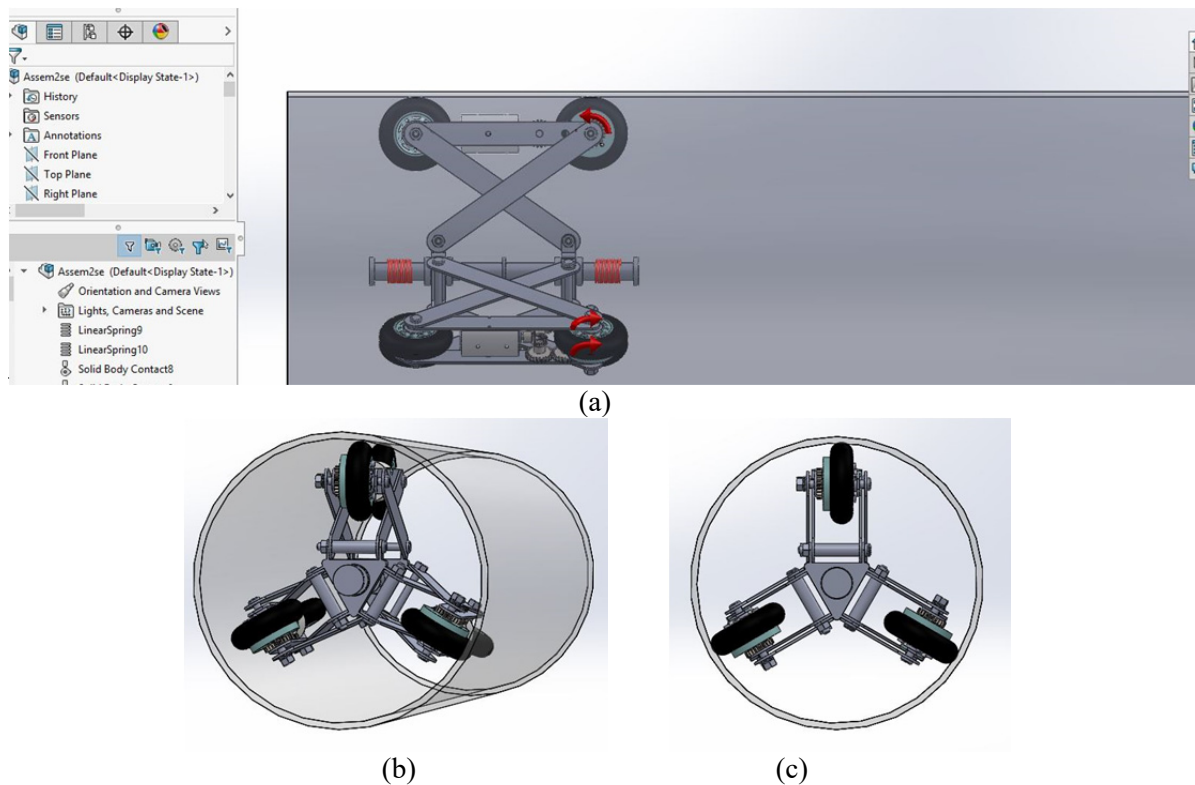 Assem2se (Default<Display State-1>)
History
Sensors
Annotations
Front Plane
Top Plane
Right Plane
Assem2se (Default<Display State-1>)
Orientation and Camera Views
Lights, Cameras and Scene
LinearSpring9
LinearSpring10
Solid Body Contact8
(a)
(b)
(c)